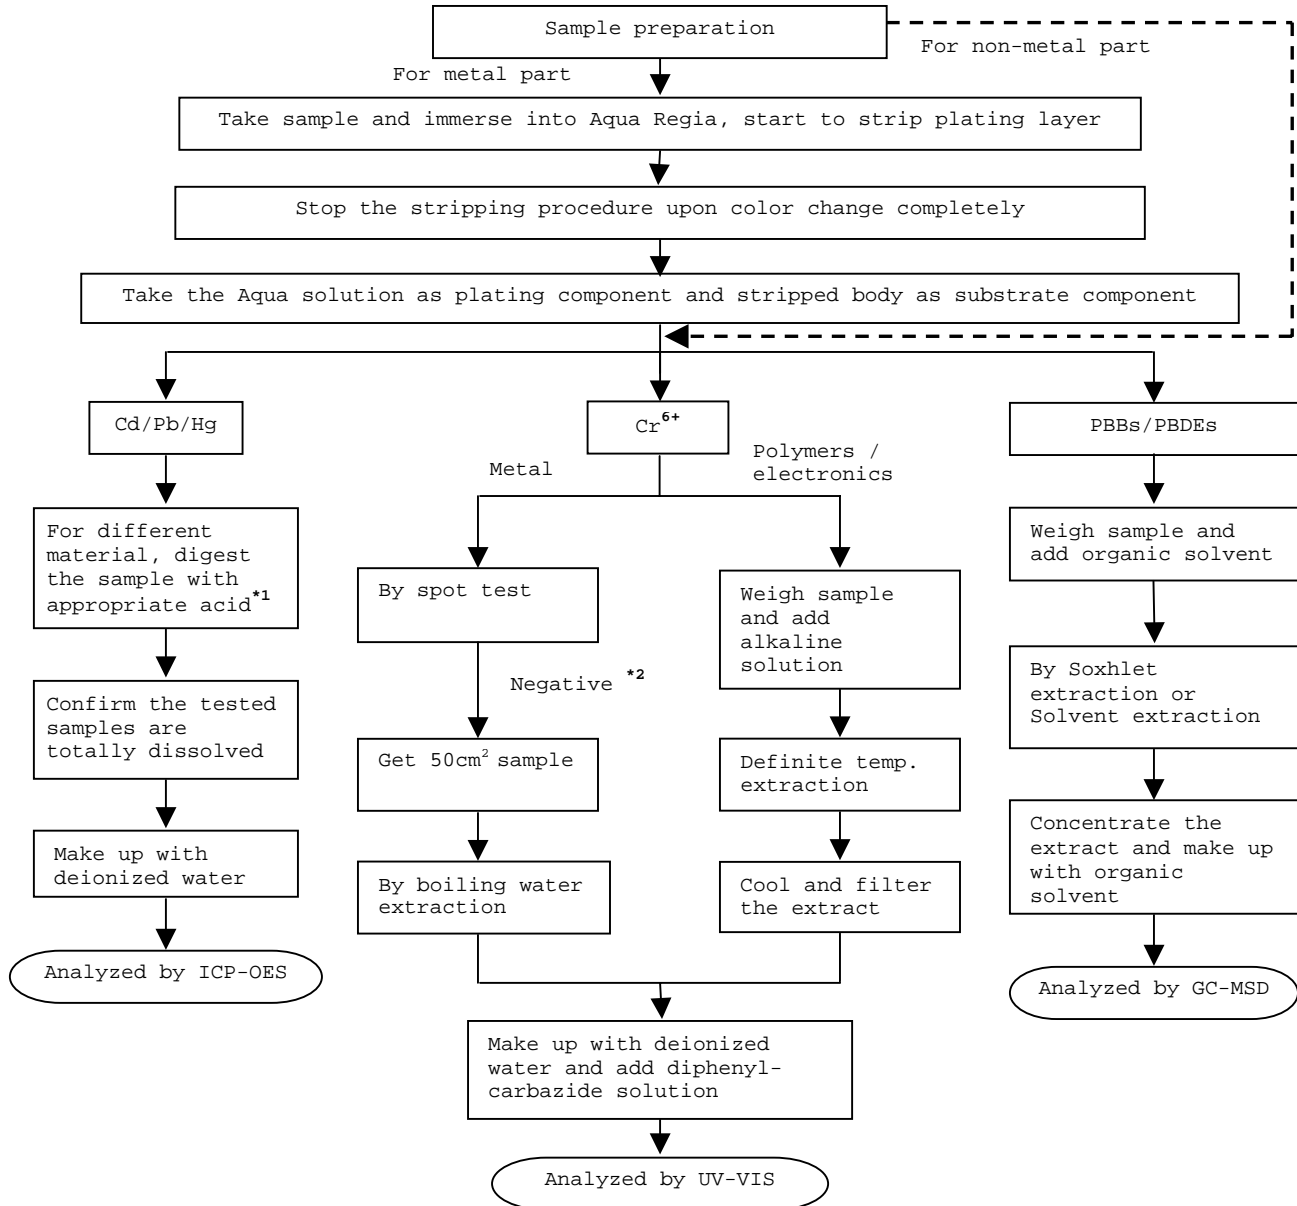 Sample preparation
For non-metal part
For metal part
Take sample and immerse into Aqua Regia, start to strip plating layer
Stop the stripping procedure upon color change completely
Take the Aqua solution as plating component and stripped body as substrate component
Cd/Pb/Hg
Cr⁶⁺
PBBs/PBDEs
Metal
Polymers /
electronics
For different
material, digest
the sample with
appropriate acid*1
Confirm the tested
samples are
totally dissolved
Make up with
deionized water
Analyzed by ICP-OES
By spot test
Negative *2
Get 50cm² sample
By boiling water
extraction
Weigh sample
and add
alkaline
solution
Definite temp.
extraction
Cool and filter
the extract
Make up with deionized
water and add diphenyl-
carbazide solution
Analyzed by UV-VIS
Weigh sample and
add organic solvent
By Soxhlet
extraction or
Solvent extraction
Concentrate the
extract and make up
with organic
solvent
Analyzed by GC-MSD